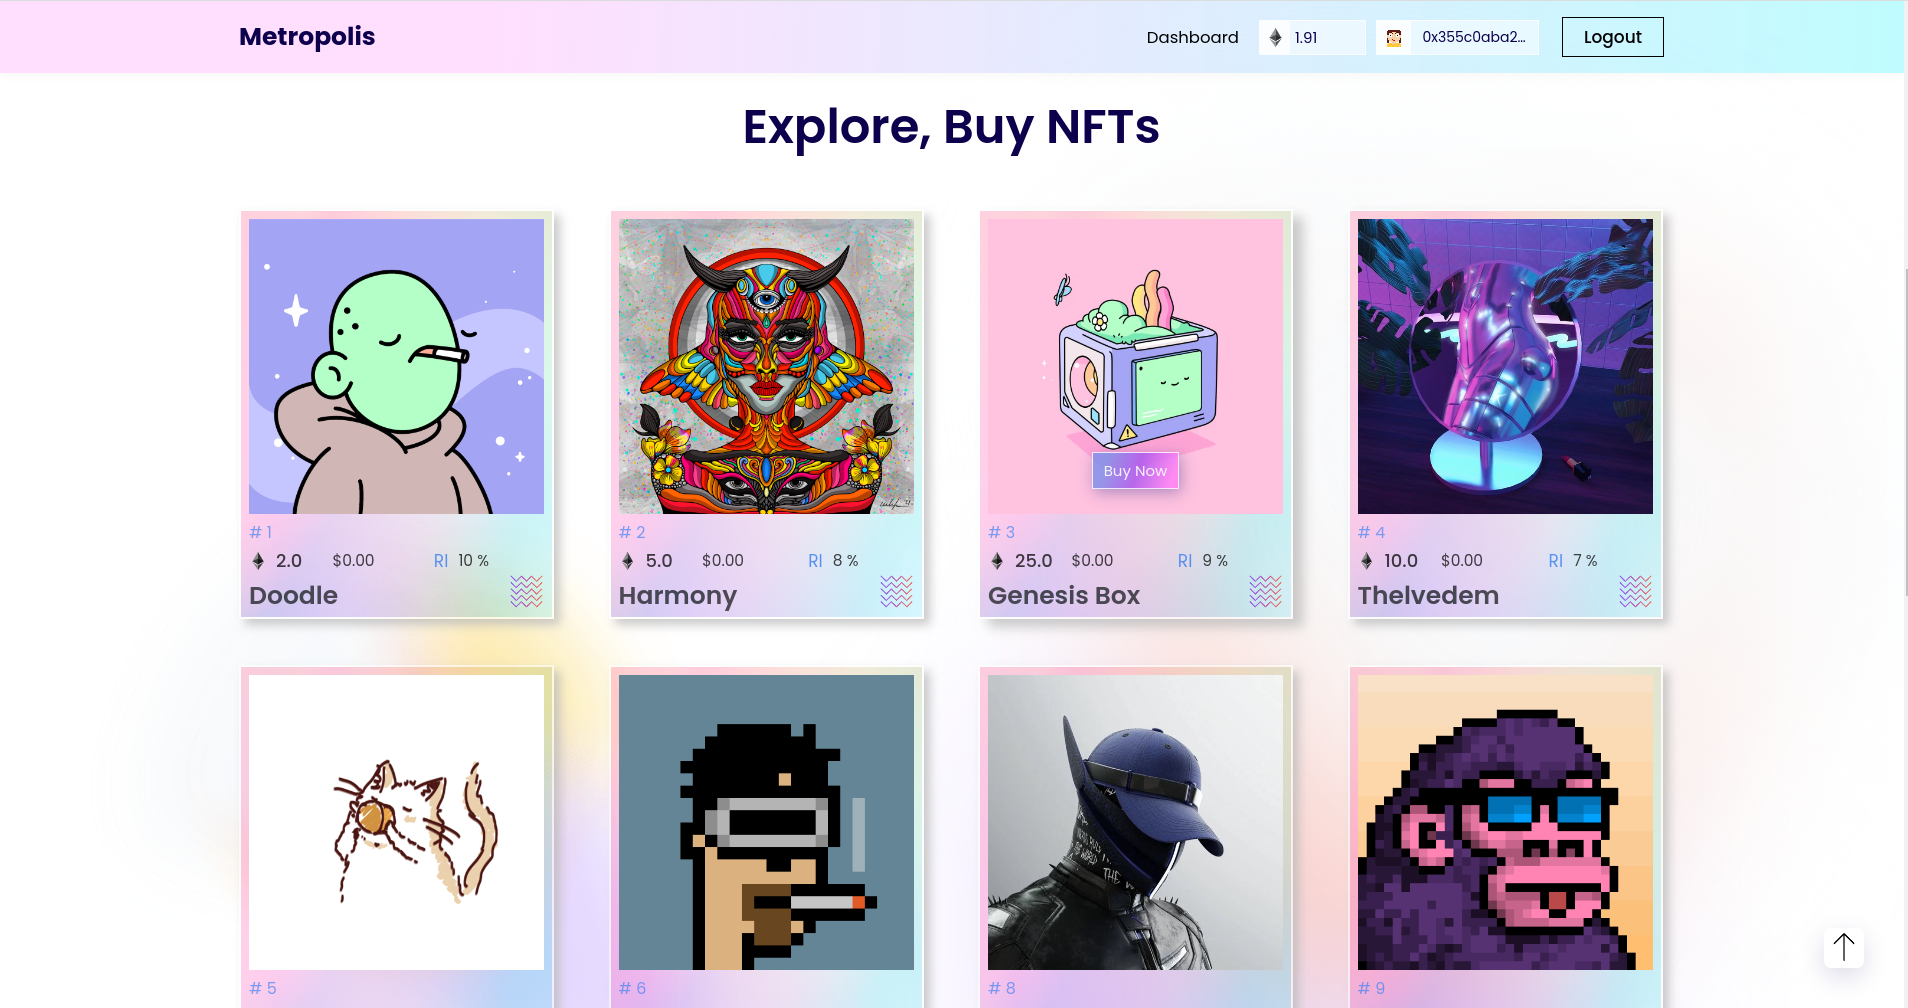 Metropolis
Dashboard
1.91
0x355c0aba2...
Logout
Explore, Buy NFTs
Buy Now
# 1
2.0 $0.00 RI 10 %
Doodle
# 2
5.0 $0.00 RI 8 %
Harmony
# 3
25.0 $0.00 RI 9 %
Genesis Box
# 4
10.0 $0.00 RI 7 %
Thelvedem
THE
# 5
# 6
# 8
# 9